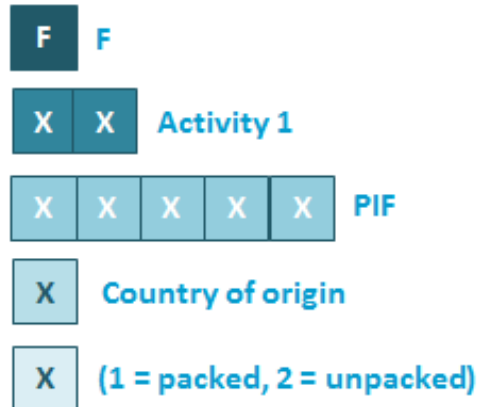 F F
X X Activity 1
X X X X X PIF
X Country of origin
X (1 = packed, 2 = unpacked)